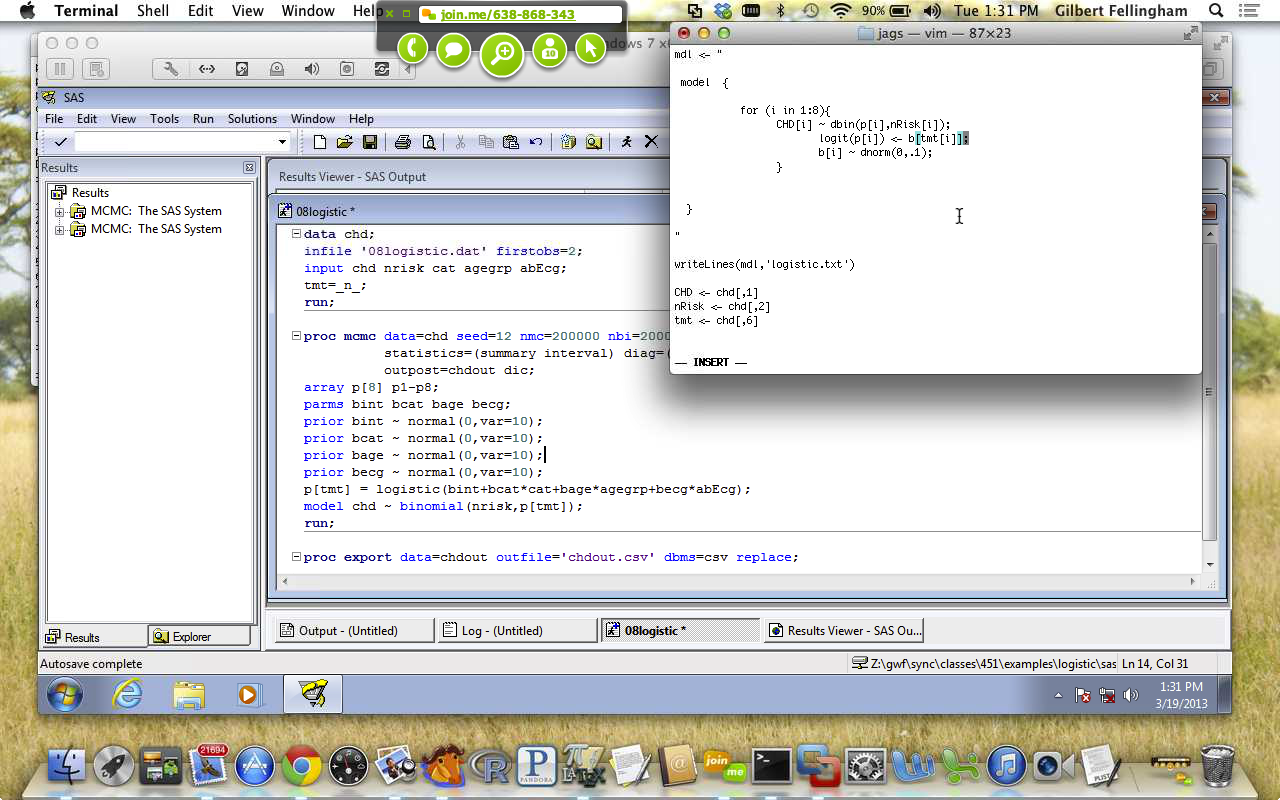 Terminal Shell Edit View Window Help
90% Tue 1:31 PM Gilbert Fellingham
join.me/638-868-343
10
jags — vim — 87×23
mdl <- "
model {
for (i in 1:8){
CHD[i] ~ dbin(p[i],nRisk[i]);
logit(p[i]) <- b[tmt[i]];
b[i] ~ dnorm(0,.1);
}
}
"
writeLines(mdl,'logistic.txt')
CHD <- chd[,1]
nRisk <- chd[,2]
tmt <- chd[,6]
-- INSERT --
SAS
File Edit View Tools Run Solutions Window Help
Results
Results
MCMC: The SAS System
MCMC: The SAS System
Results Viewer - SAS Output
08logistic *
data chd;
infile '08logistic.dat' firstobs=2;
input chd nrisk cat agegrp abEcg;
tmt=_n_;
run;
proc mcmc data=chd seed=12 nmc=200000 nbi=2000
statistics=(summary interval) diag=(
outpost=chdout dic;
array p[8] p1-p8;
parms bint bcat bage becg;
prior bint ~ normal(0,var=10);
prior bcat ~ normal(0,var=10);
prior bage ~ normal(0,var=10);
prior becg ~ normal(0,var=10);
p[tmt] = logistic(bint+bcat*cat+bage*agegrp+becg*abEcg);
model chd ~ binomial(nrisk,p[tmt]);
run;
proc export data=chdout outfile='chdout.csv' dbms=csv replace;
Results Explorer
Output - (Untitled) Log - (Untitled) 08logistic * Results Viewer - SAS Ou...
Autosave complete
Z:\gwf\sync\classes\451\examples\logistic\sas Ln 14, Col 31
1:31 PM
3/19/2013
21694
PANDORA
join
me